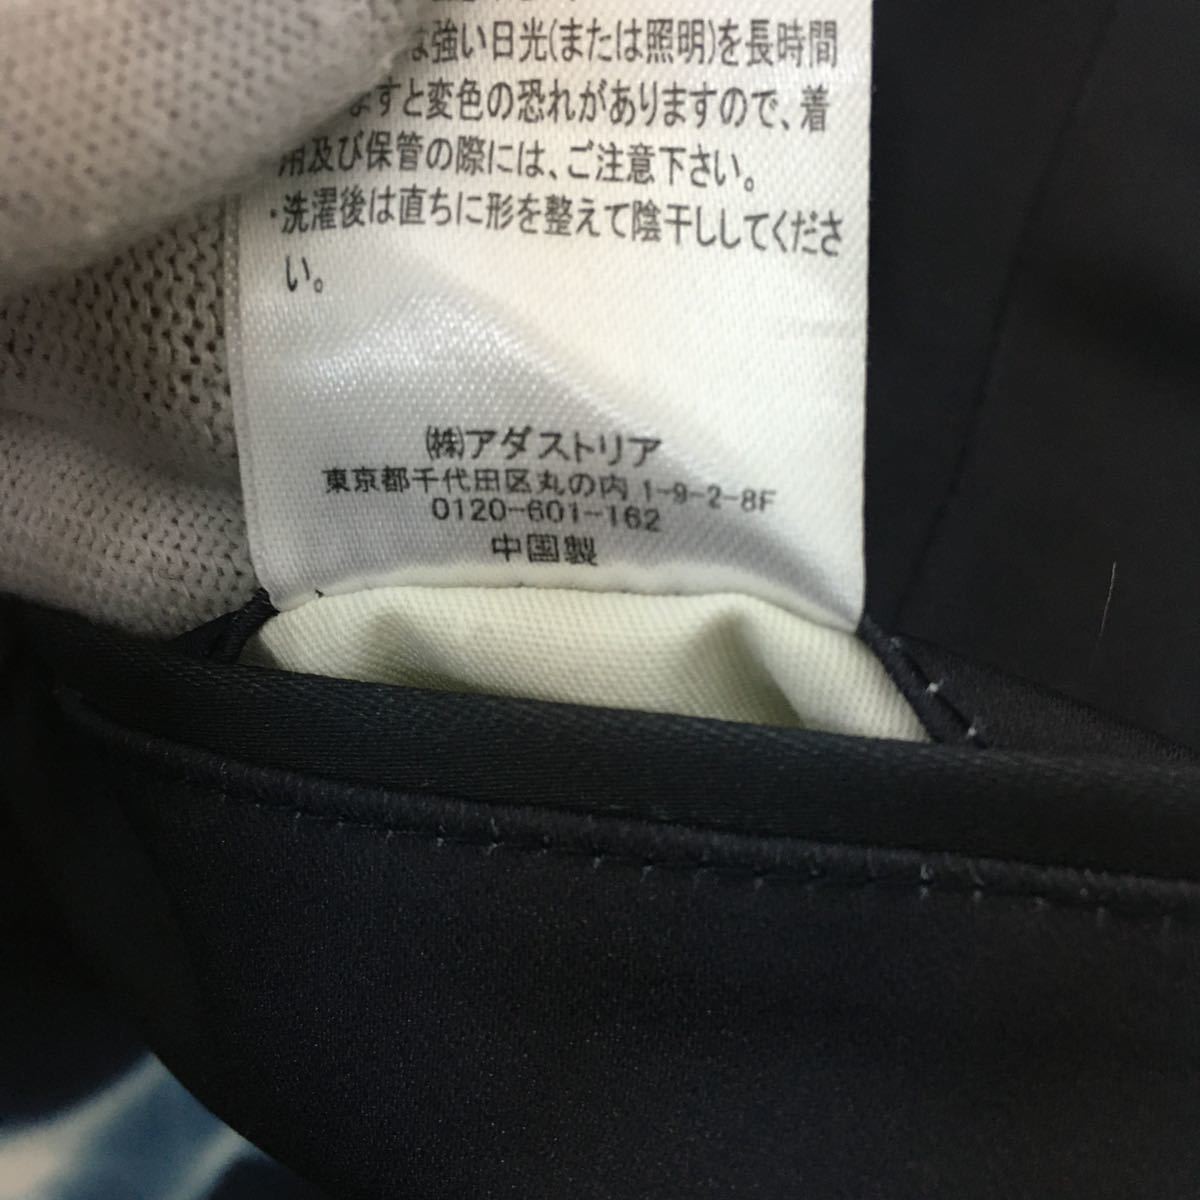 は強い日光(または照明)を長時間
ますと変色の恐れがありますので、着
用及び保管の際には、ご注意下さい。
・洗濯後は直ちに形を整えて陰干ししてくださ
い。
㈱アダストリア
東京都千代田区丸の内 1-9-2-8F
0120-601-162
中国製